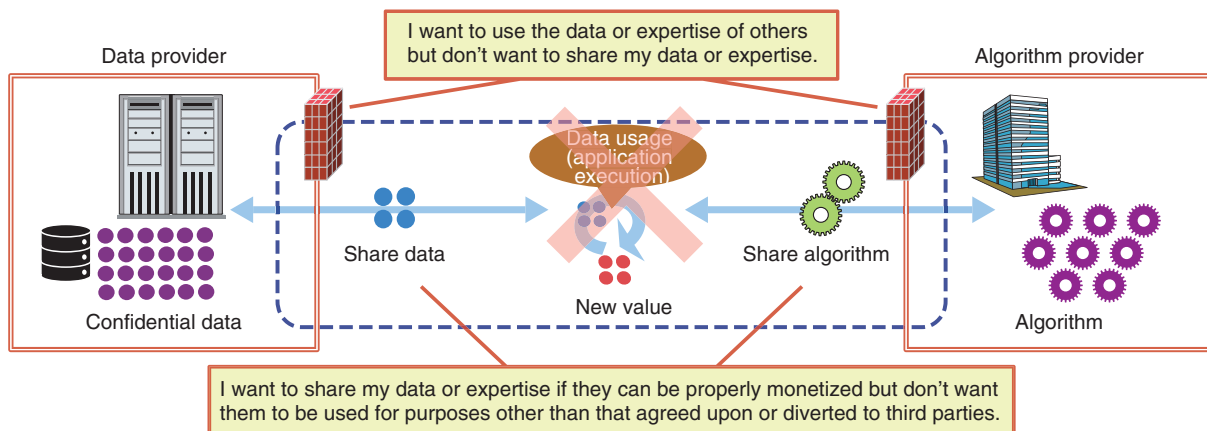 I want to use the data or expertise of others
but don't want to share my data or expertise.
Data provider
Algorithm provider
Data usage
(application
execution)
Share data
Share algorithm
New value
Confidential data
Algorithm
I want to share my data or expertise if they can be properly monetized but don't want
them to be used for purposes other than that agreed upon or diverted to third parties.